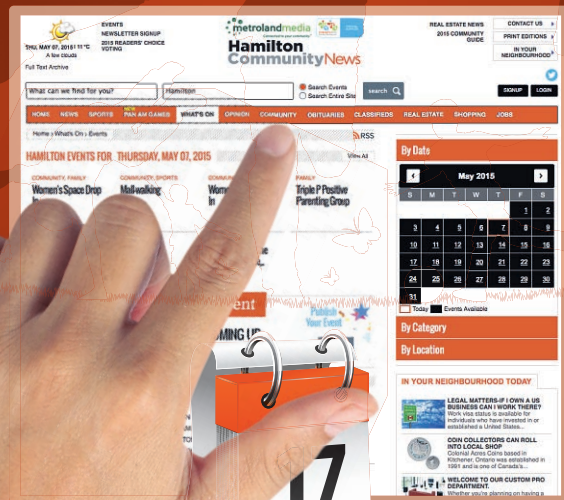 EVENTS
NEWSLETTER SIGNUP
2015 READERS' CHOICE
VOTING
THU, MAY 07, 2015 11 °C
A few clouds
Full Text Archive
metrolandmedia
Hamilton
CommunityNews
REAL ESTATE NEWS
2015 COMMUNITY
GUIDE
CONTACT US
PRINT EDITIONS
IN YOUR
NEIGHBOURHOOD
What can we find for you?
Hamilton
Search Events
Search Entire Site
search
SIGNUP
LOGIN
HOME NEWS SPORTS PAN AM GAMES WHAT'S ON OPINION COMMUNITY OBITUARIES CLASSIFIEDS REAL ESTATE SHOPPING JOBS
NEW
Home › What's On › Events
RSS
HAMILTON EVENTS FOR THURSDAY, MAY 07, 2015
View All
COMMUNITY, FAMILY
Women's Space Drop
In
COMMUNITY, SPORTS
Mall-walking
FAMILY
Triple P Positive
Parenting Group
Publish
Your Event
MING UP
17
By Date
May 2015
S M T W T F S
1 2
3 4 5 6 7 8 9
10 11 12 13 14 15 16
17 18 19 20 21 22 23
24 25 26 27 28 29 30
31
Today Events Available
By Category
By Location
IN YOUR NEIGHBOURHOOD TODAY
LEGAL MATTERS-IF I OWN A US
BUSINESS CAN I WORK THERE?
Work visa status is available for
individuals who have invested in or
established a United States...
COIN COLLECTORS CAN ROLL
INTO LOCAL SHOP
Colonial Acres Coins based in
Kitchener, Ontario was established in
1991 and is one of Canada's...
WELCOME TO OUR CUSTOM PRO
DEPARTMENT.
Whether you're planning on having a